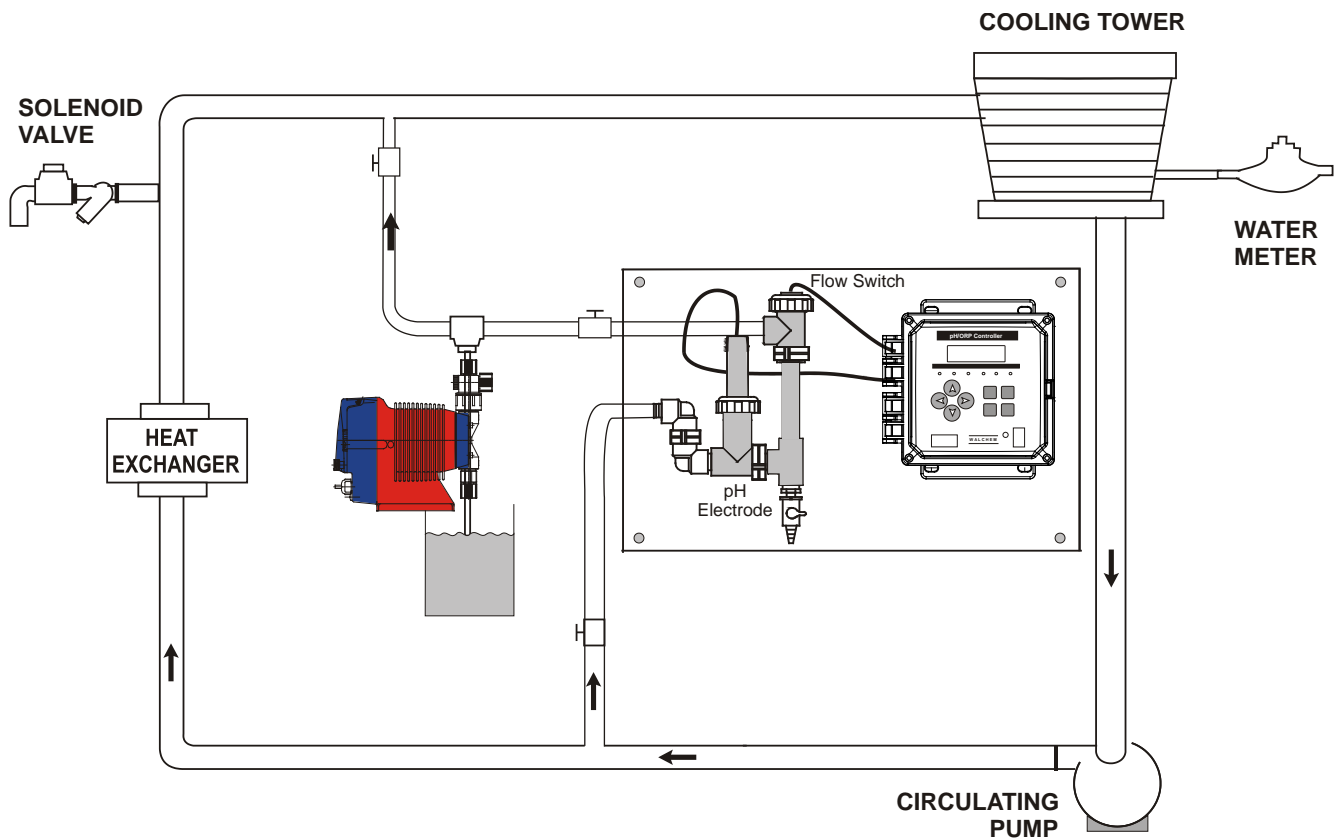 COOLING TOWER
SOLENOID
VALVE
WATER
METER
Flow Switch
pH/ORP Controller
WALCHEM
HEAT
EXCHANGER
pH
Electrode
CIRCULATING
PUMP